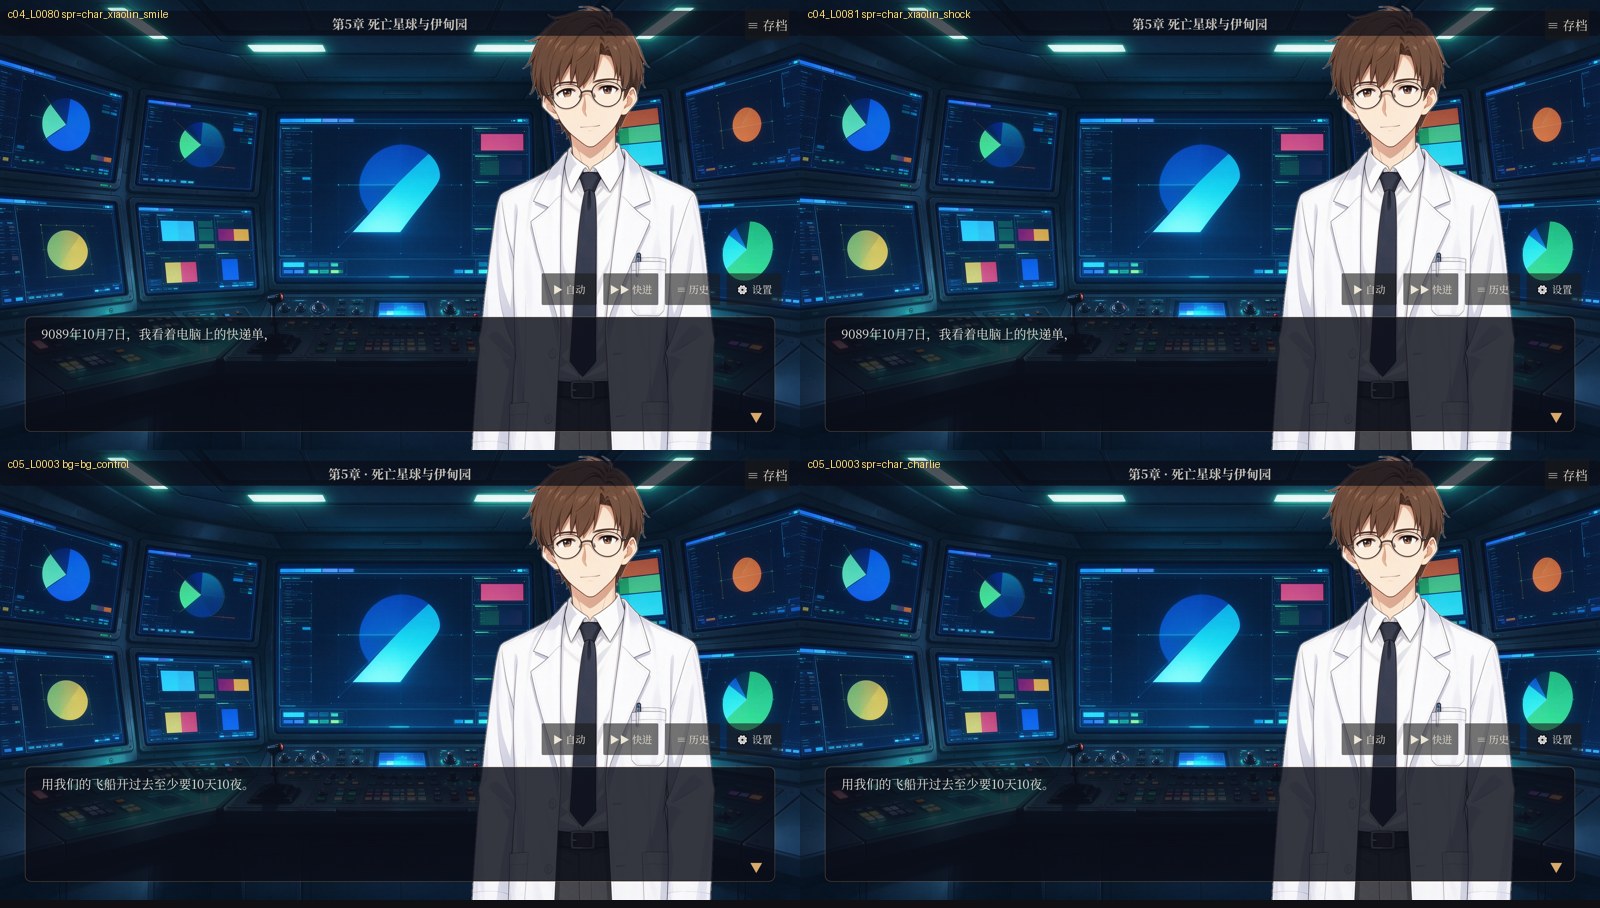 c04_L0080 spr=char_xiaolin_smile
第5章 死亡星球与伊甸园
≡ 存档
▶ 自动
▶▶ 快进
≡ 历史
设置
9089年10月7日，我看着电脑上的快递单，
c04_L0081 spr=char_xiaolin_shock
第5章 死亡星球与伊甸园
≡ 存档
▶ 自动
▶▶ 快进
≡ 历史
设置
9089年10月7日，我看着电脑上的快递单，
c05_L0003 bg=bg_control
第5章 · 死亡星球与伊甸园
≡ 存档
▶ 自动
▶▶ 快进
≡ 历史
设置
用我们的飞船开过去至少要10天10夜。
c05_L0003 spr=char_charlie
第5章 · 死亡星球与伊甸园
≡ 存档
▶ 自动
▶▶ 快进
≡ 历史
设置
用我们的飞船开过去至少要10天10夜。